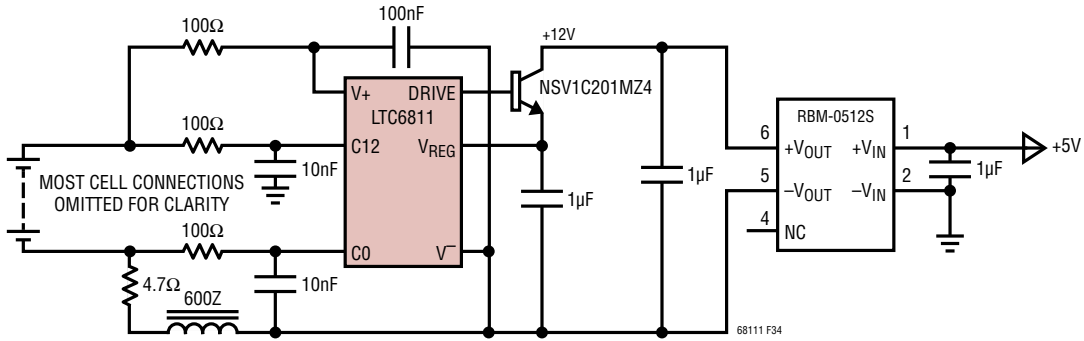 100Ω
100nF
+12V
NSV1C201MZ4
V+
DRIVE
LTC6811
100Ω
C12
VREG
10nF
MOST CELL CONNECTIONS
OMITTED FOR CLARITY
1µF
1µF
RBM-0512S
6
+VOUT
+VIN
1
+5V
1µF
5
–VOUT
–VIN
2
4
NC
100Ω
C0
V–
4.7Ω
600Z
10nF
68111 F34